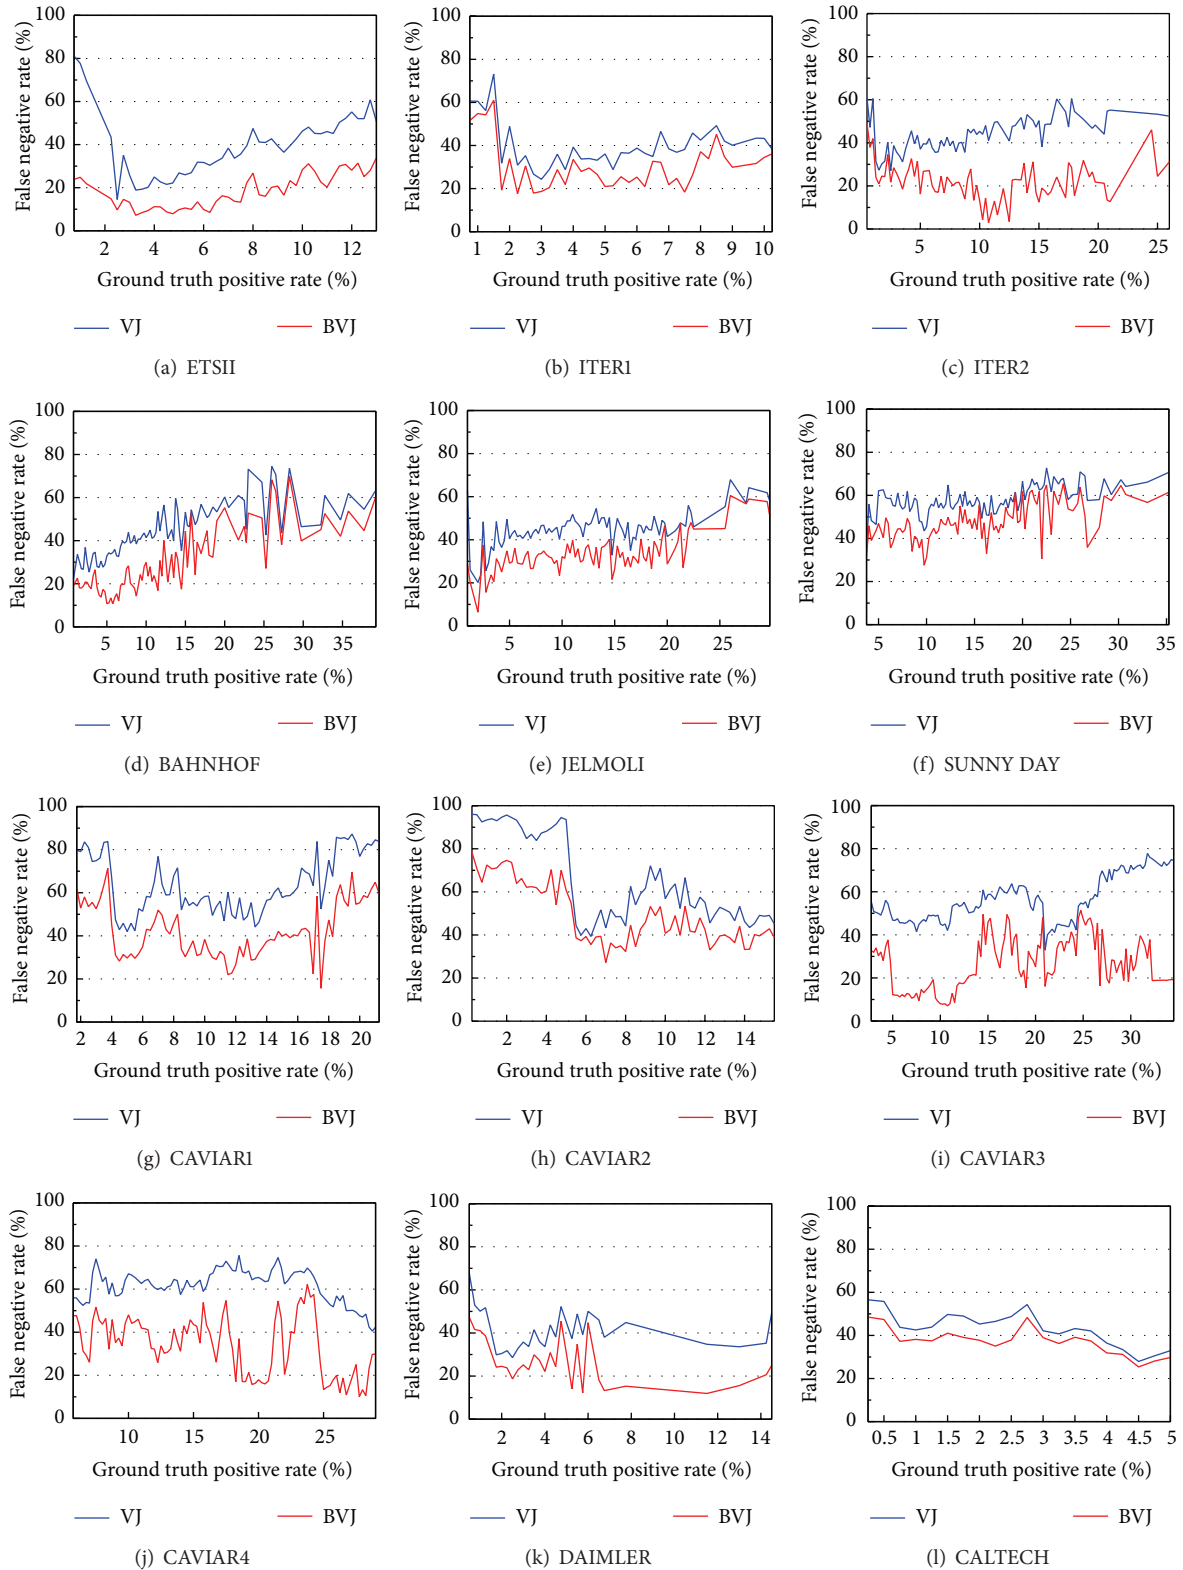 False negative rate (%)
100
80
60
40
20
0
2 4 6 8 10 12
Ground truth positive rate (%)
VJ BVJ
(a) ETSII
False negative rate (%)
100
80
60
40
20
0
1 2 3 4 5 6 7 8 9 10
Ground truth positive rate (%)
VJ BVJ
(b) ITER1
False negative rate (%)
100
80
60
40
20
0
5 10 15 20 25
Ground truth positive rate (%)
VJ BVJ
(c) ITER2
False negative rate (%)
100
80
60
40
20
0
5 10 15 20 25 30 35
Ground truth positive rate (%)
VJ BVJ
(d) BAHNHOF
False negative rate (%)
100
80
60
40
20
0
5 10 15 20 25
Ground truth positive rate (%)
VJ BVJ
(e) JELMOLI
False negative rate (%)
100
80
60
40
20
0
5 10 15 20 25 30 35
Ground truth positive rate (%)
VJ BVJ
(f) SUNNY DAY
False negative rate (%)
100
80
60
40
20
0
2 4 6 8 10 12 14 16 18 20
Ground truth positive rate (%)
VJ BVJ
(g) CAVIAR1
False negative rate (%)
100
80
60
40
20
0
2 4 6 8 10 12 14
Ground truth positive rate (%)
VJ BVJ
(h) CAVIAR2
False negative rate (%)
100
80
60
40
20
0
5 10 15 20 25 30
Ground truth positive rate (%)
VJ BVJ
(i) CAVIAR3
False negative rate (%)
100
80
60
40
20
0
10 15 20 25
Ground truth positive rate (%)
VJ BVJ
(j) CAVIAR4
False negative rate (%)
100
80
60
40
20
0
2 4 6 8 10 12 14
Ground truth positive rate (%)
VJ BVJ
(k) DAIMLER
False negative rate (%)
100
80
60
40
20
0
0.5 1 1.5 2 2.5 3 3.5 4 4.5 5
Ground truth positive rate (%)
VJ BVJ
(l) CALTECH